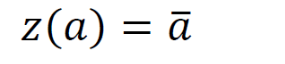 z(a) = ā